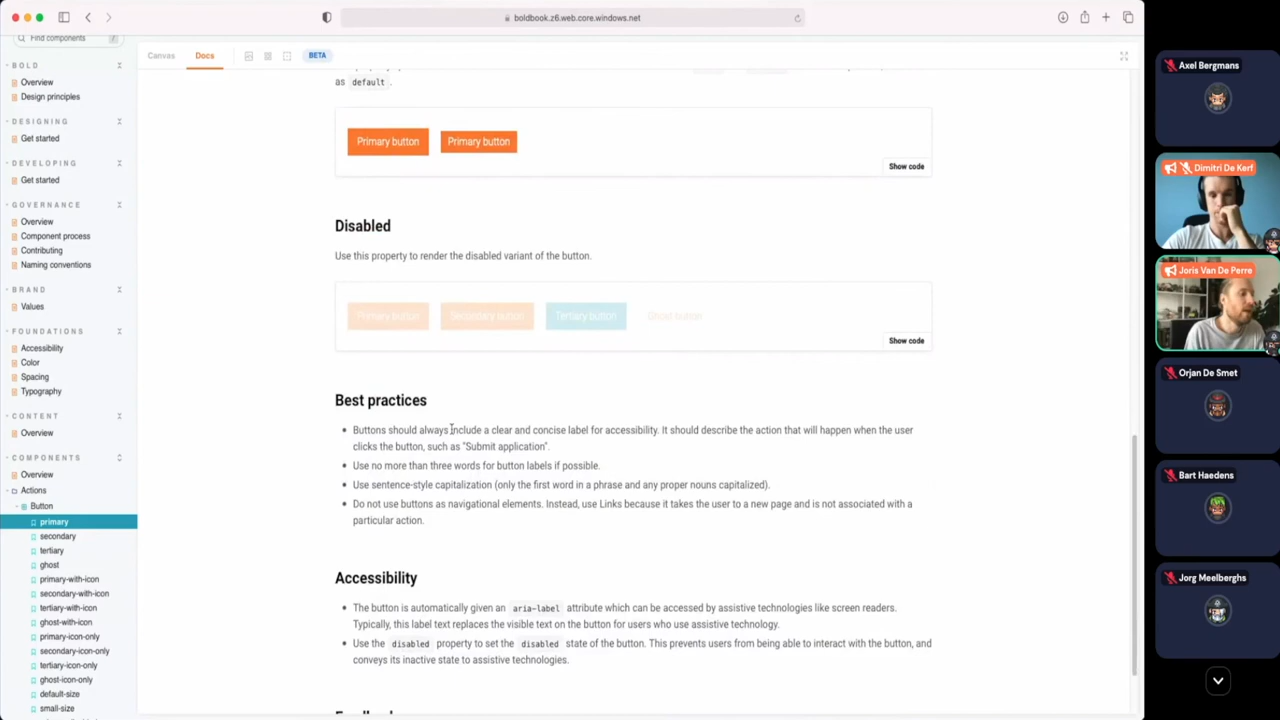 boldbook.z6.web.core.windows.net
Find components
/
BOLD
Overview
Design principles
DESIGNING
Get started
DEVELOPING
Get started
GOVERNANCE
Overview
Component process
Contributing
Naming conventions
BRAND
Values
FOUNDATIONS
Accessibility
Color
Spacing
Typography
CONTENT
Overview
COMPONENTS
Overview
Actions
Button
primary
secondary
tertiary
ghost
primary-with-icon
secondary-with-icon
tertiary-with-icon
ghost-with-icon
primary-icon-only
secondary-icon-only
tertiary-icon-only
ghost-icon-only
default-size
small-size
Canvas
Docs
BETA
as default.
Primary button
Primary button
Show code
Disabled
Use this property to render the disabled variant of the button.
Primary button
Secondary button
Tertiary button
Ghost button
Show code
Best practices
Buttons should always include a clear and concise label for accessibility. It should describe the action that will happen when the user
clicks the button, such as "Submit application".
Use no more than three words for button labels if possible.
Use sentence-style capitalization (only the first word in a phrase and any proper nouns capitalized).
Do not use buttons as navigational elements. Instead, use Links because it takes the user to a new page and is not associated with a
particular action.
Accessibility
The button is automatically given an aria-label attribute which can be accessed by assistive technologies like screen readers.
Typically, this label text replaces the visible text on the button for users who use assistive technology.
Use the disabled property to set the disabled state of the button. This prevents users from being able to interact with the button, and
conveys its inactive state to assistive technologies.
Axel Bergmans
Dimitri De Kerf
Joris Van De Perre
Orjan De Smet
Bart Haedens
Jorg Meelberghs